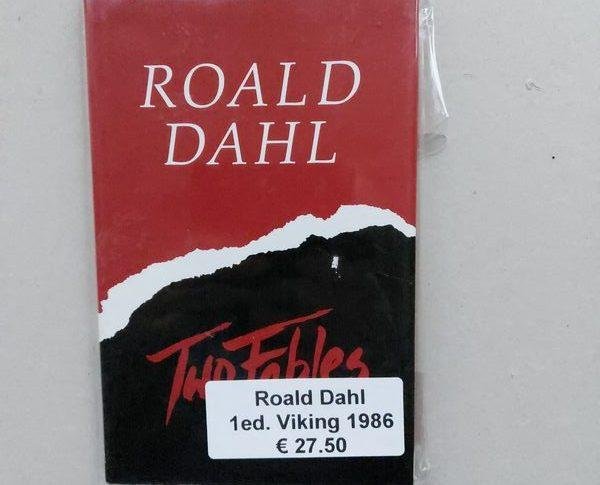 ROALD
DAHL
Two Fables
Roald Dahl
1ed. Viking 1986
€ 27.50